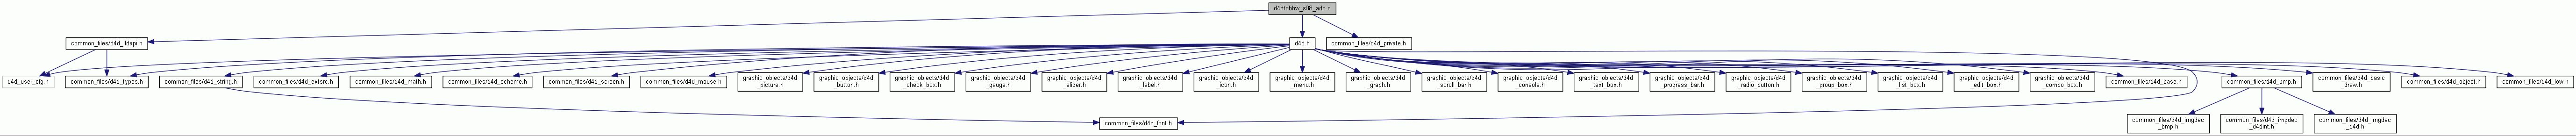 d4dtchhw_s08_adc.c
common_files/d4d_lldapi.h
d4d.h
common_files/d4d_private.h
d4d_user_cfg.h
common_files/d4d_types.h
common_files/d4d_string.h
common_files/d4d_extsrc.h
common_files/d4d_math.h
common_files/d4d_scheme.h
common_files/d4d_screen.h
common_files/d4d_mouse.h
graphic_objects/d4d
_picture.h
graphic_objects/d4d
_button.h
graphic_objects/d4d
_check_box.h
graphic_objects/d4d
_gauge.h
graphic_objects/d4d
_slider.h
graphic_objects/d4d
_label.h
graphic_objects/d4d
_icon.h
graphic_objects/d4d
_menu.h
graphic_objects/d4d
_graph.h
graphic_objects/d4d
_scroll_bar.h
graphic_objects/d4d
_console.h
graphic_objects/d4d
_text_box.h
graphic_objects/d4d
_progress_bar.h
graphic_objects/d4d
_radio_button.h
graphic_objects/d4d
_group_box.h
graphic_objects/d4d
_list_box.h
graphic_objects/d4d
_edit_box.h
graphic_objects/d4d
_combo_box.h
common_files/d4d_base.h
common_files/d4d_bmp.h
common_files/d4d_basic
_draw.h
common_files/d4d_object.h
common_files/d4d_low.h
common_files/d4d_font.h
common_files/d4d_imgdec
_bmp.h
common_files/d4d_imgdec
_d4dint.h
common_files/d4d_imgdec
_d4d.h